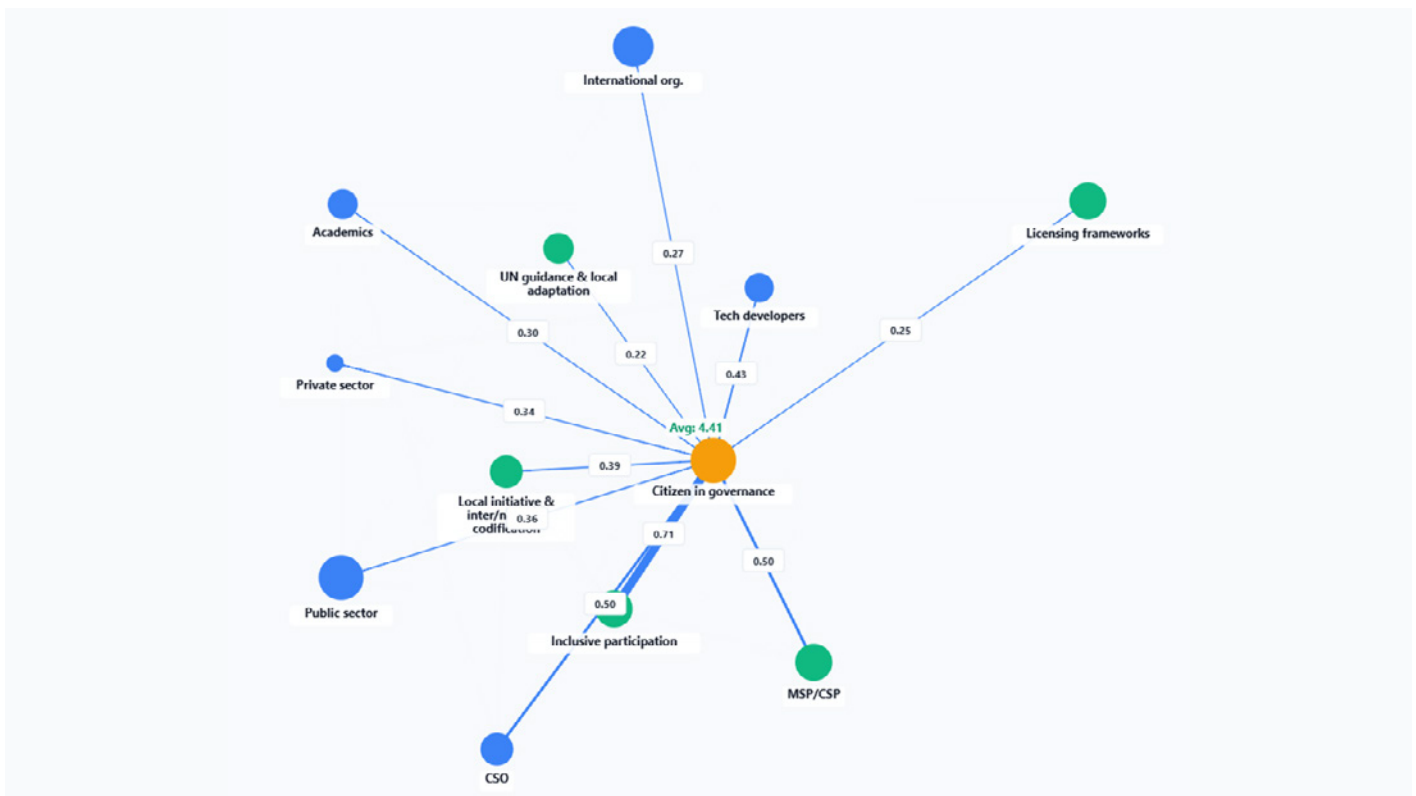 International org.
Academics
Licensing frameworks
0.27
UN guidance & local
adaptation
Tech developers
0.30
0.25
0.22
0.43
Private sector
0.34
Avg: 4.41
0.39
Citizen in governance
Local initiative &
0.36
0.71
0.50
Public sector
0.50
Inclusive participation
MSP/CSP
CSO